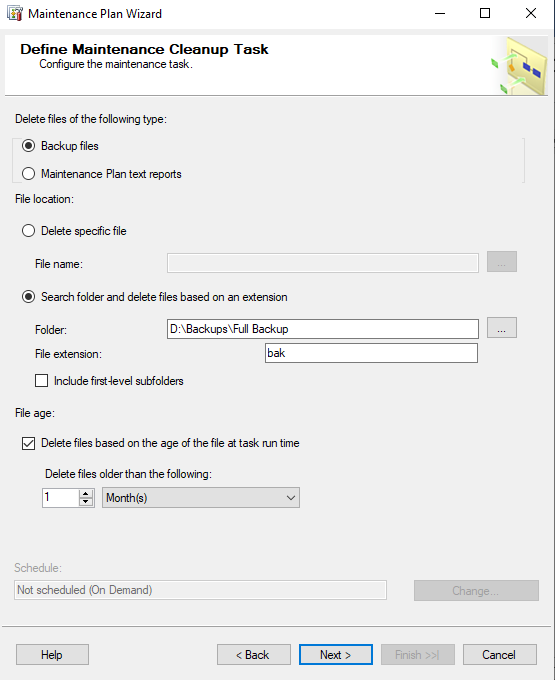 Maintenance Plan Wizard
Define Maintenance Cleanup Task
Configure the maintenance task.
Delete files of the following type:
Backup files
Maintenance Plan text reports
File location:
Delete specific file
File name:
...
Search folder and delete files based on an extension
Folder:
D:\Backups\Full Backup
...
File extension:
bak
Include first-level subfolders
File age:
Delete files based on the age of the file at task run time
Delete files older than the following:
1
Month(s)
Schedule:
Not scheduled (On Demand)
Change...
Help
< Back
Next >
Finish >>|
Cancel